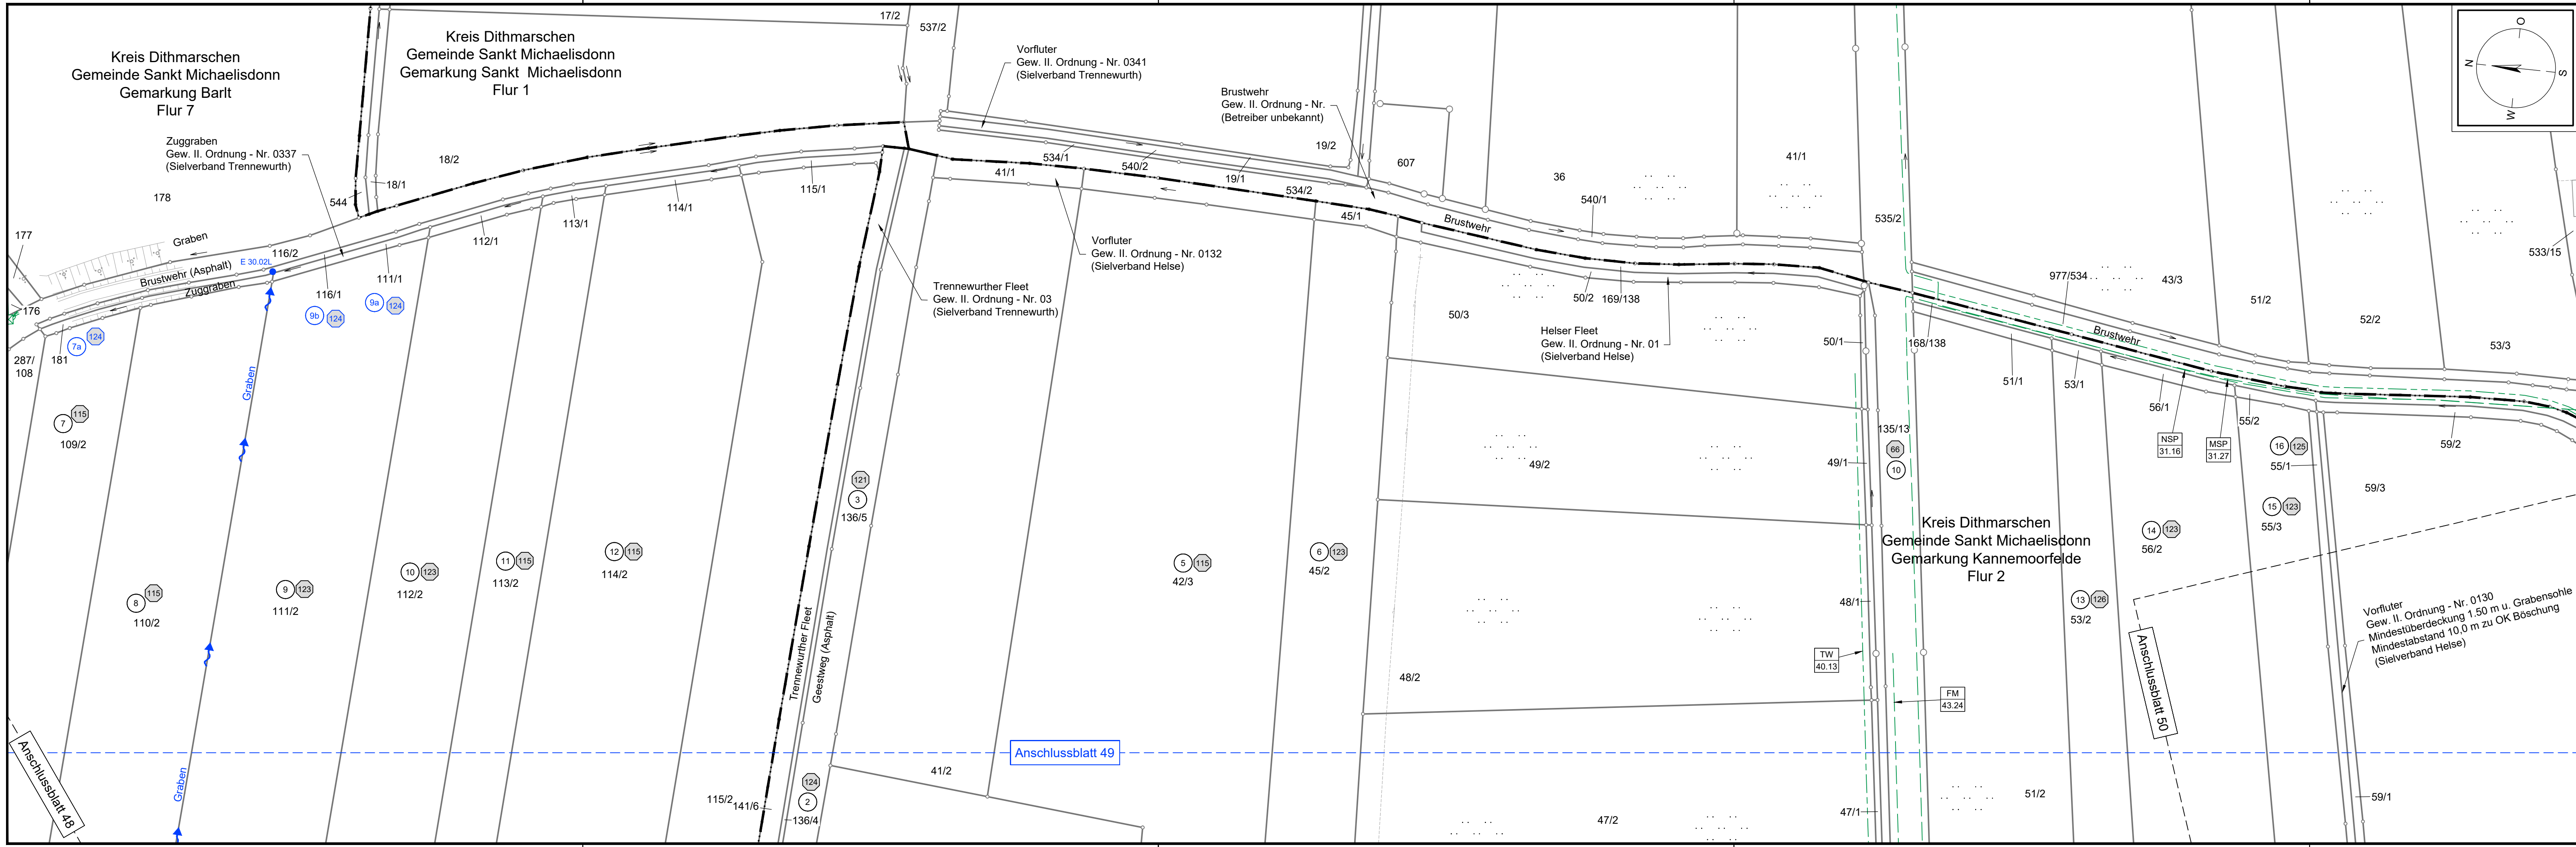 Kreis Dithmarschen
Gemeinde Sankt Michaelisdonn
Gemarkung Barlt
Flur 7
Kreis Dithmarschen
Gemeinde Sankt Michaelisdonn
Gemarkung Sankt Michaelisdonn
Flur 1
17/2
537/2
Vorfluter
Gew. II. Ordnung - Nr. 0341
(Sielverband Trennewurth)
Brustwehr
Gew. II. Ordnung - Nr.
(Betreiber unbekannt)
N
O
S
W
Zuggraben
Gew. II. Ordnung - Nr. 0337
(Sielverband Trennewurth)
178
18/2
18/1
544
115/1
114/1
113/1
112/1
111/1
116/1
116/2
177
176
Graben
Brustwehr (Asphalt)
Zuggraben
E 30.02L
9b
124
9a
124
7a
124
181
287/
108
534/1
540/2
19/1
19/2
41/1
534/2
45/1
607
36
540/1
41/1
535/2
Brustwehr
Vorfluter
Gew. II. Ordnung - Nr. 0132
(Sielverband Helse)
Trennewurther Fleet
Gew. II. Ordnung - Nr. 03
(Sielverband Trennewurth)
50/3
50/2
169/138
Helser Fleet
Gew. II. Ordnung - Nr. 01
(Sielverband Helse)
50/1
977/534
43/3
51/2
52/2
53/3
533/15
168/138
Brustwehr
51/1
53/1
56/1
55/2
59/2
NSP
31.16
MSP
31.27
16
125
55/1
59/3
15
123
55/3
14
123
56/2
13
126
53/2
Graben
7
115
109/2
8
115
110/2
9
123
111/2
10
123
112/2
11
115
113/2
12
115
114/2
121
3
136/5
5
115
42/3
6
123
45/2
49/2
49/1
135/13
66
10
Kreis Dithmarschen
Gemeinde Sankt Michaelisdonn
Gemarkung Kannemoorfelde
Flur 2
48/1
48/2
TW
40.13
FM
43.24
Trennewurther Fleet
Geestweg (Asphalt)
Vorfluter
Gew. II. Ordnung - Nr. 0130
Mindestüberdeckung 1.50 m u. Grabensohle
Mindestabstand 10,0 m zu OK Böschung
(Sielverband Helse)
Anschlussblatt 50
Anschlussblatt 48
Anschlussblatt 49
Graben
115/2
141/6
124
2
136/4
41/2
47/2
47/1
51/2
59/1